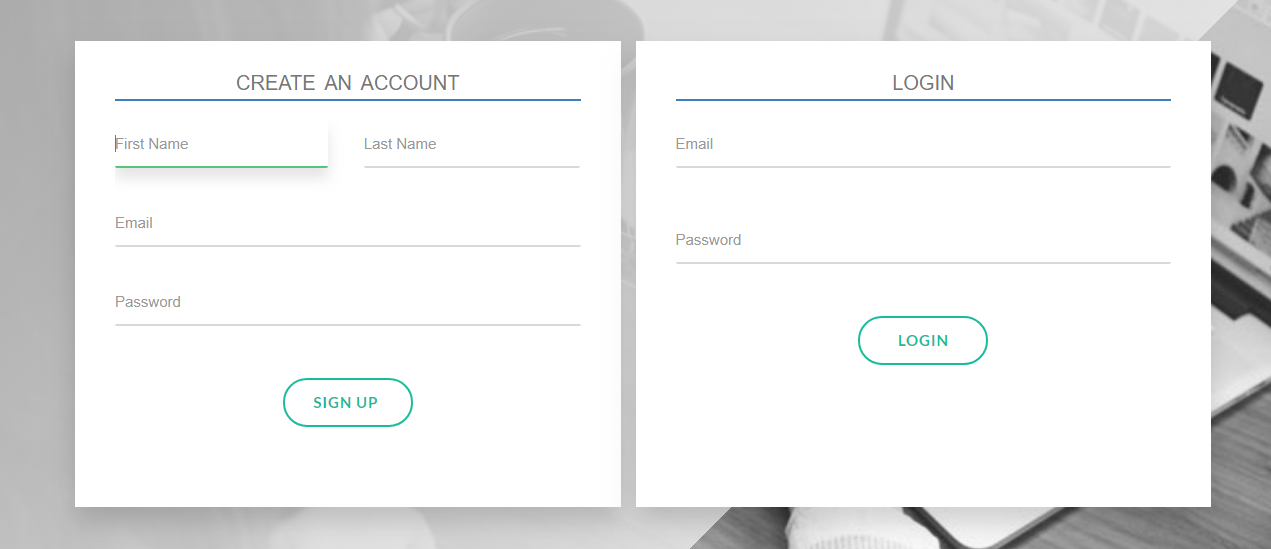 CREATE AN ACCOUNT
First Name
Last Name
Email
Password
SIGN UP
LOGIN
Email
Password
LOGIN